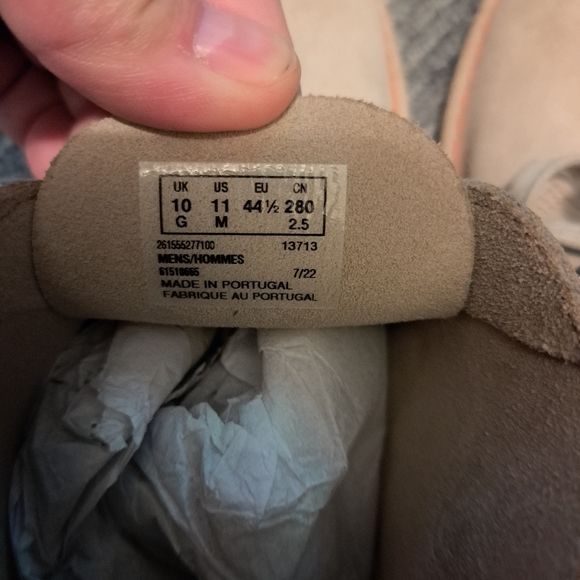 UK US EU CN
10 11 44½ 280
G M 2.5
261555277100 13713
MENS/HOMMES
7/22
MADE IN PORTUGAL
FABRIQUE AU PORTUGAL